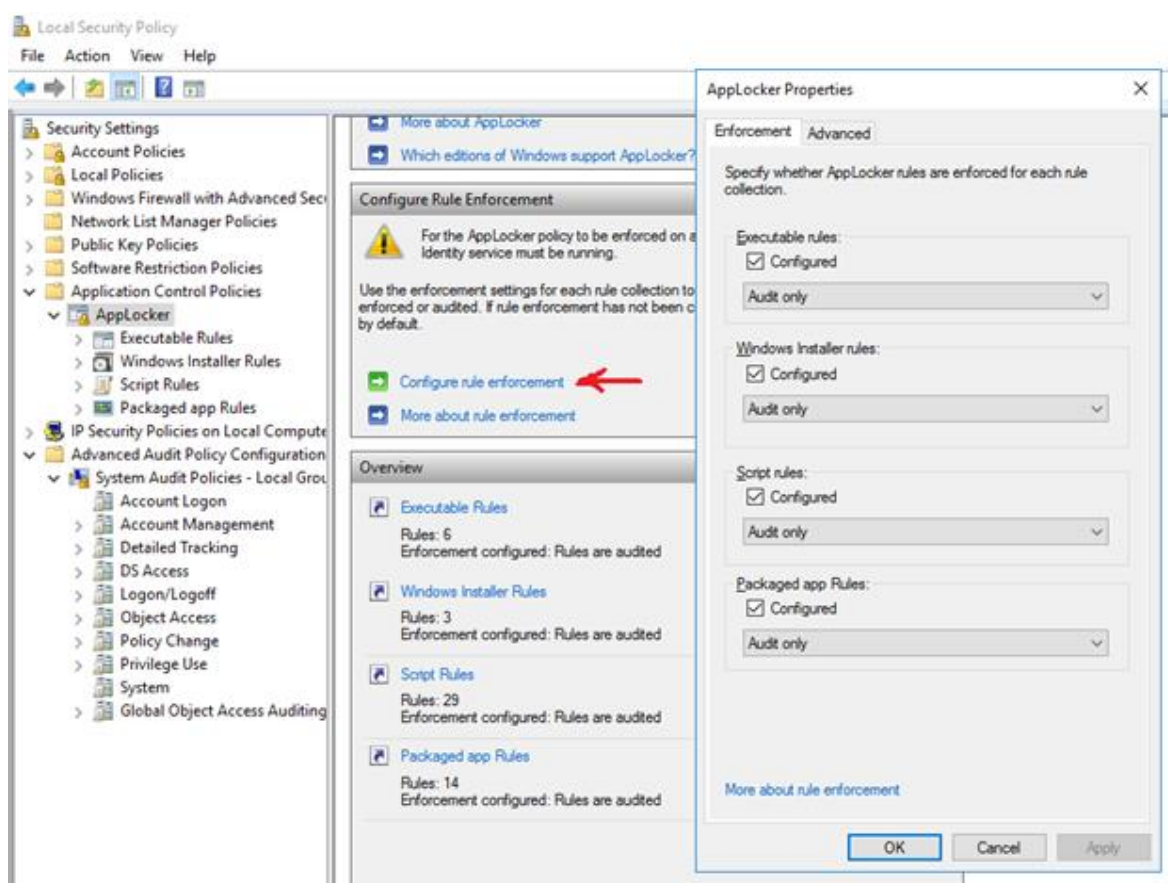 Local Security Policy
File Action View Help
Security Settings
Account Policies
Local Policies
Windows Firewall with Advanced Secu
Network List Manager Policies
Public Key Policies
Software Restriction Policies
Application Control Policies
AppLocker
Executable Rules
Windows Installer Rules
Script Rules
Packaged app Rules
IP Security Policies on Local Compute
Advanced Audit Policy Configuration
System Audit Policies - Local Grou
Account Logon
Account Management
Detailed Tracking
DS Access
Logon/Logoff
Object Access
Policy Change
Privilege Use
System
Global Object Access Auditing
More about AppLocker
Which editions of Windows support AppLocker?
Configure Rule Enforcement
For the AppLocker policy to be enforced on a
Identity service must be running.
Use the enforcement settings for each rule collection to
enforced or audited. If rule enforcement has not been c
by default.
Configure rule enforcement
More about rule enforcement
Overview
Executable Rules
Rules: 6
Enforcement configured: Rules are audited
Windows Installer Rules
Rules: 3
Enforcement configured: Rules are audited
Script Rules
Rules: 29
Enforcement configured: Rules are audited
Packaged app Rules
Rules: 14
Enforcement configured: Rules are audited
AppLocker Properties
Enforcement Advanced
Specify whether AppLocker rules are enforced for each rule
collection.
Executable rules:
Configured
Audit only
Windows Installer rules:
Configured
Audit only
Script rules:
Configured
Audit only
Packaged app Rules:
Configured
Audit only
More about rule enforcement
OK Cancel Apply